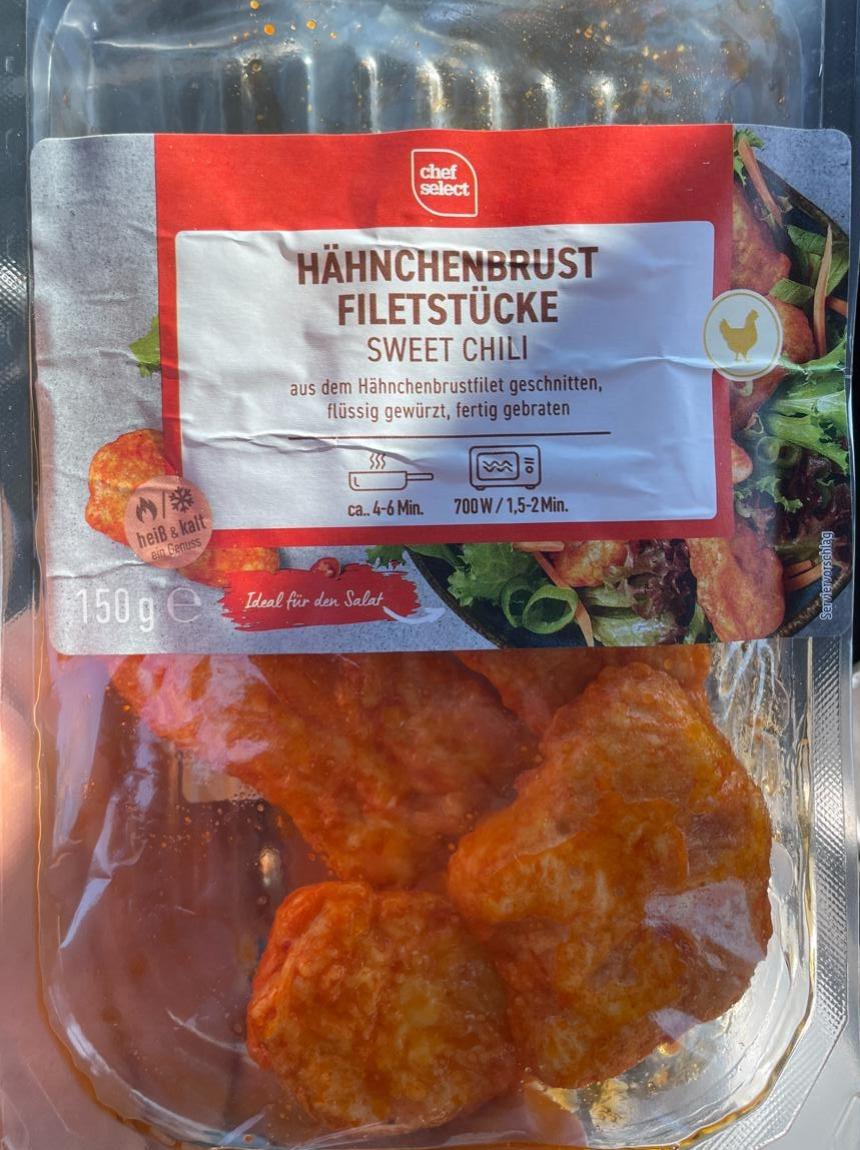 chef
select
HÄHNCHENBRUST
FILETSTÜCKE
SWEET CHILI
aus dem Hähnchenbrustfilet geschnitten,
flüssig gewürzt, fertig gebraten
ca.. 4-6 Min.
700 W / 1,5-2 Min.
heiß & kalt
ein Genuss
150 g e
Ideal für den Salat
Serviervorschlag